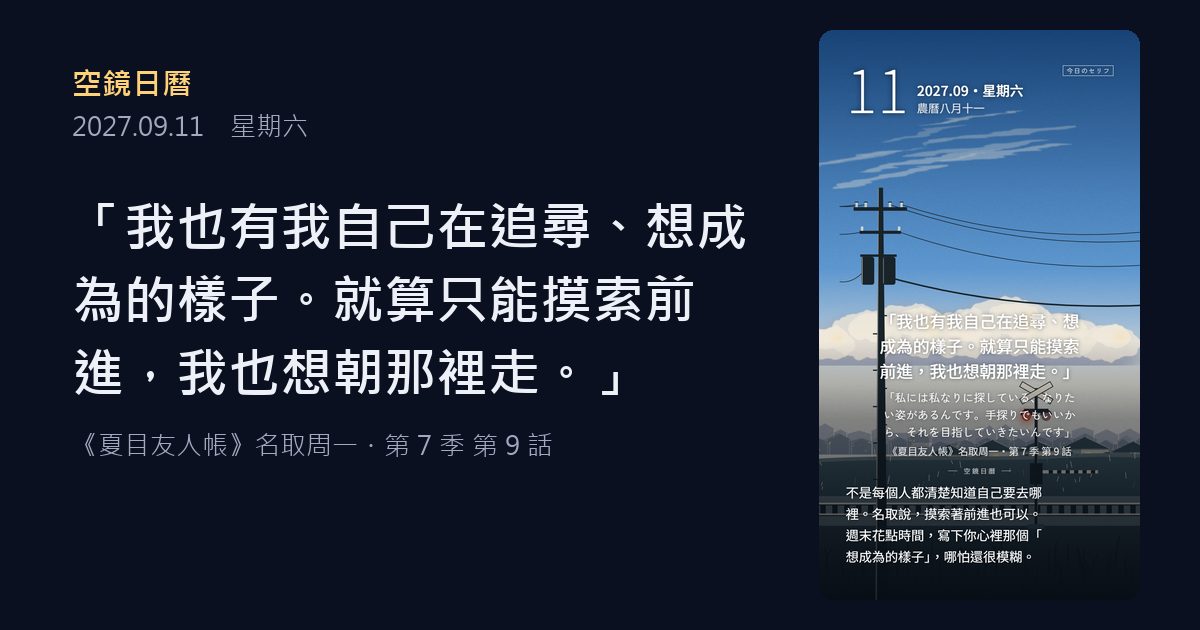 空鏡日曆
2027.09.11 星期六
「我也有我自己在追尋、想成
為的樣子。就算只能摸索前
進，我也想朝那裡走。」
《夏目友人帳》名取周一・第 7 季 第 9 話
11
2027.09・星期六
農曆八月十一
今日のセリフ
「我也有我自己在追尋、想
成為的樣子。就算只能摸索
前進，我也想朝那裡走。」
「私には私なりに探している、なりた
い姿があるんです。手探りでもいいか
ら、それを目指していきたいんです」
《夏目友人帳》名取周一・第 7 季 第 9 話
— 空鏡日曆 —
不是每個人都清楚知道自己要去哪
裡。名取說，摸索著前進也可以。
週末花點時間，寫下你心裡那個「
想成為的樣子」，哪怕還很模糊。